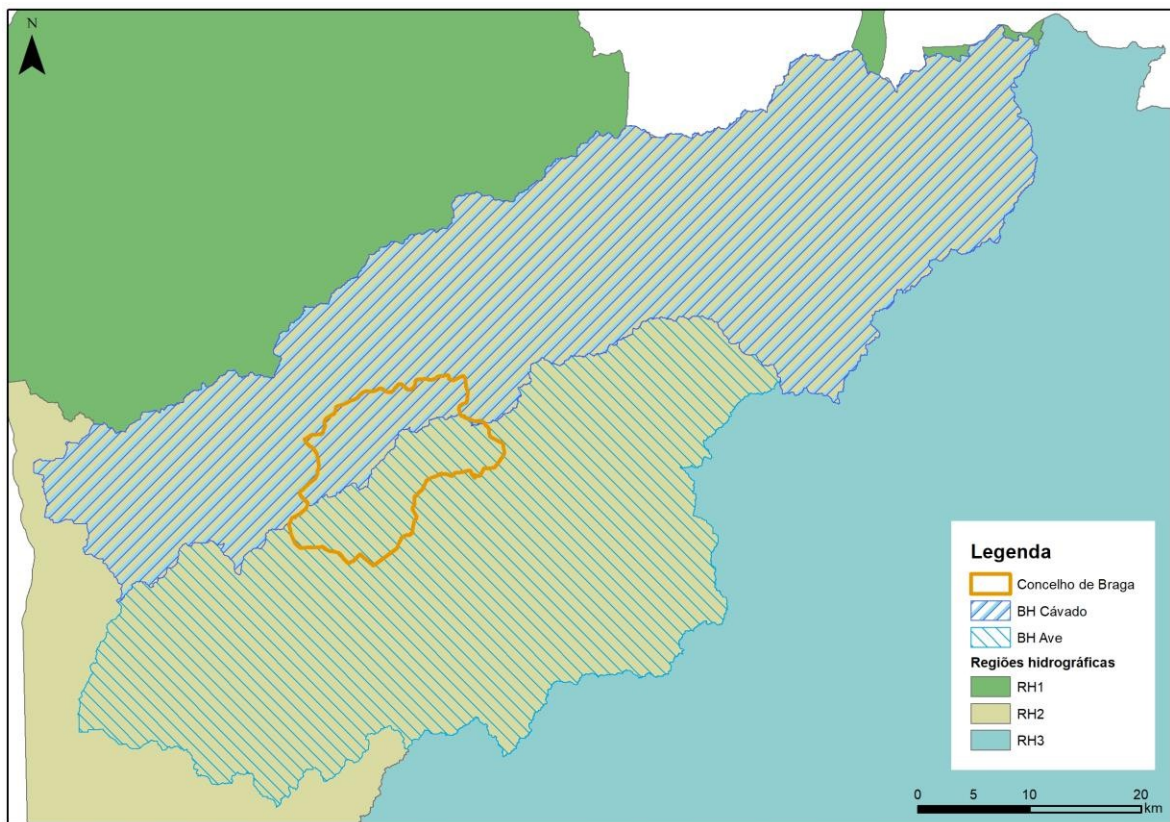 N
Legenda
Concelho de Braga
BH Cávado
BH Ave
Regiões hidrográficas
RH1
RH2
RH3
0 5 10 20
km